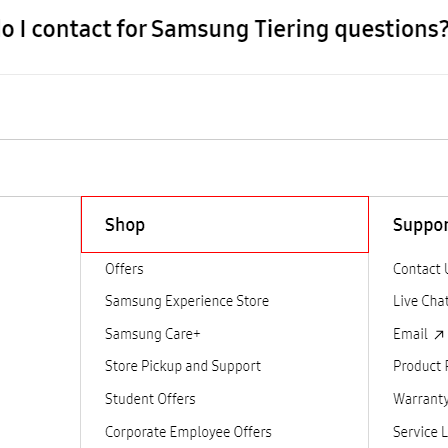 o I contact for Samsung Tiering questions?
Shop
Offers
Samsung Experience Store
Samsung Care+
Store Pickup and Support
Student Offers
Corporate Employee Offers
Contact
Live Chat
Email ↗
Product
Warranty
Service